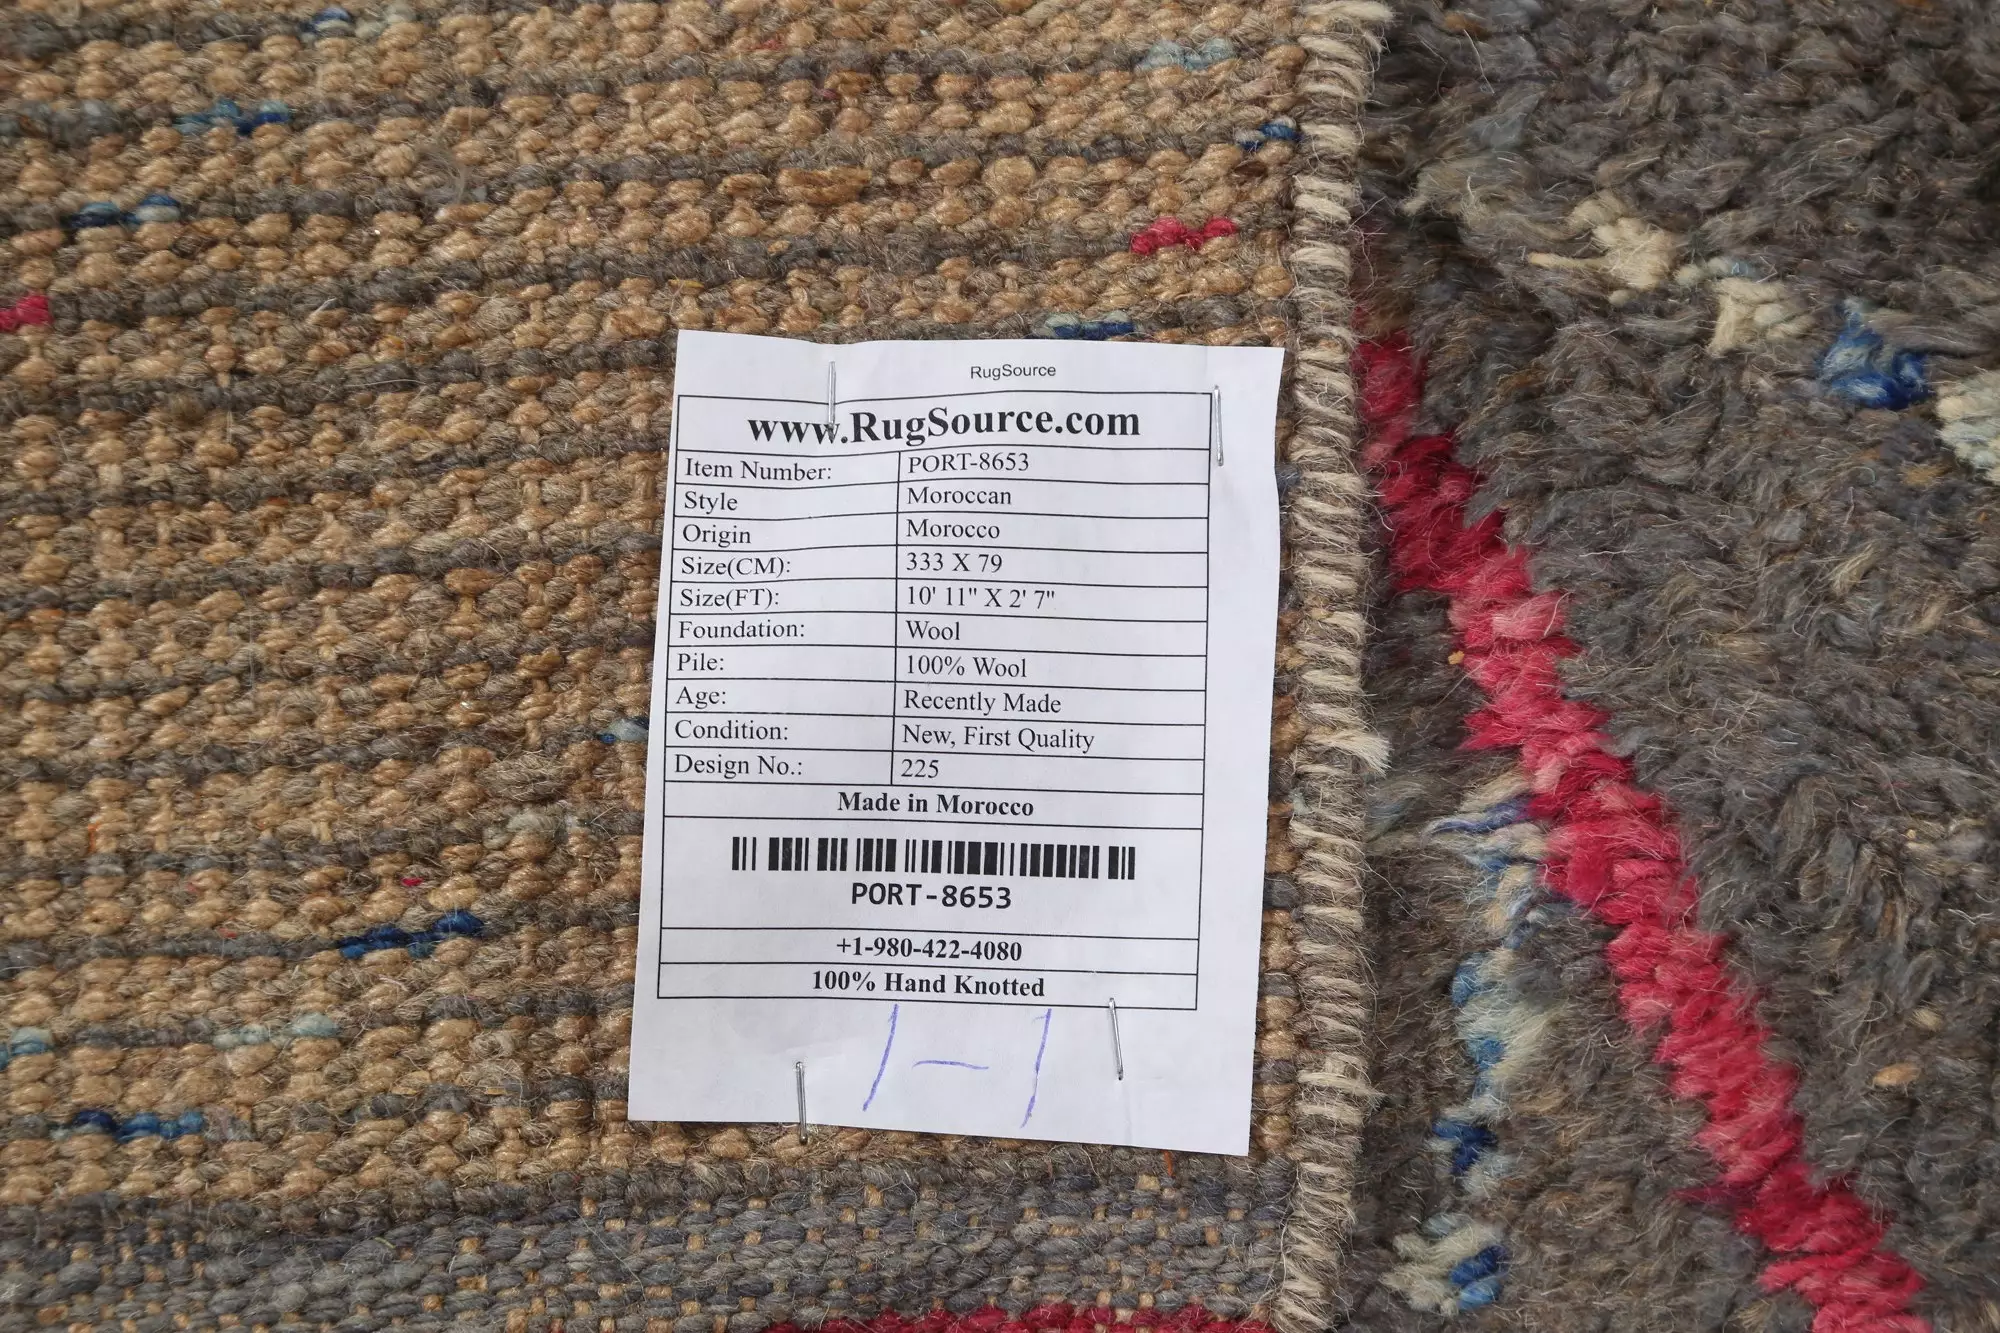 RugSource
www.RugSource.com
Item Number: PORT-8653
Style Moroccan
Origin Morocco
Size(CM): 333 X 79
Size(FT): 10' 11" X 2' 7"
Foundation: Wool
Pile: 100% Wool
Age: Recently Made
Condition: New, First Quality
Design No.: 225
Made in Morocco
PORT-8653
+1-980-422-4080
100% Hand Knotted
1-1